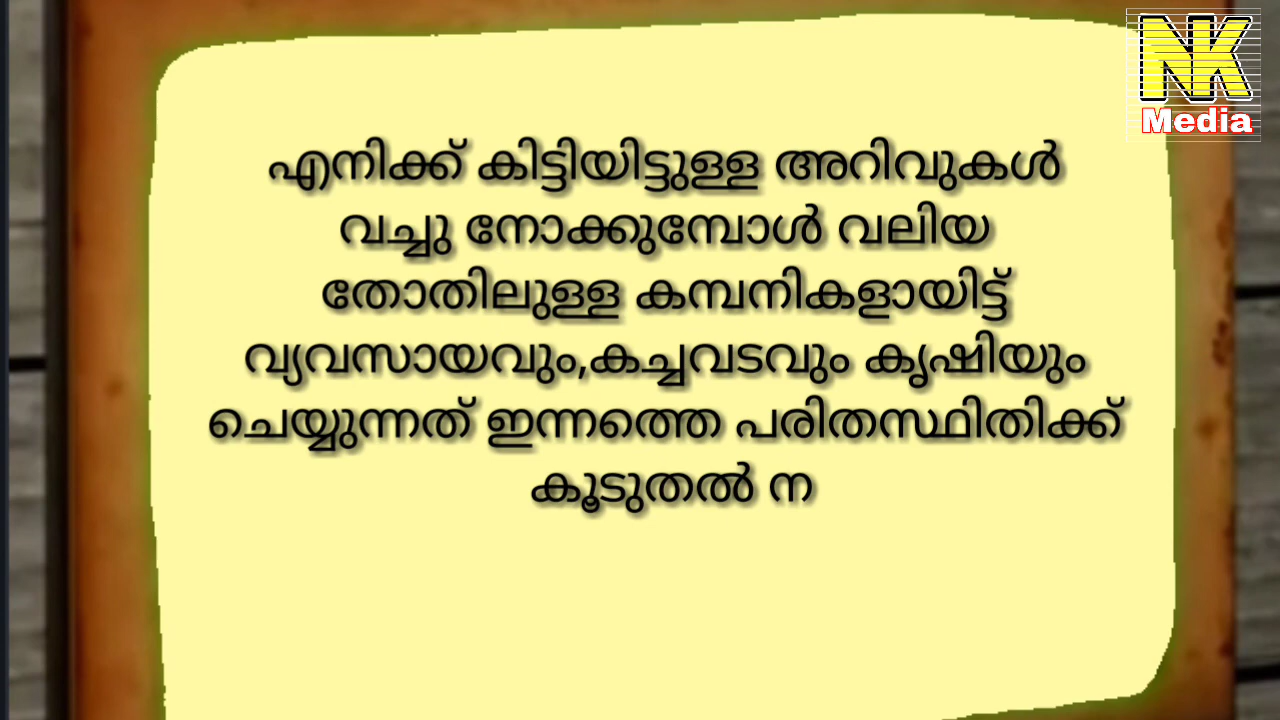 NK
Media
എനിക്ക് കിട്ടിയിട്ടുള്ള അറിവുകൾ
വച്ചു നോക്കുമ്പോൾ വലിയ
തോതിലുള്ള കമ്പനികളായിട്ട്
വ്യവസായവും,കച്ചവടവും കൃഷിയും
ചെയ്യുന്നത് ഇന്നത്തെ പരിതസ്ഥിതിക്ക്
കൂടുതൽ ന